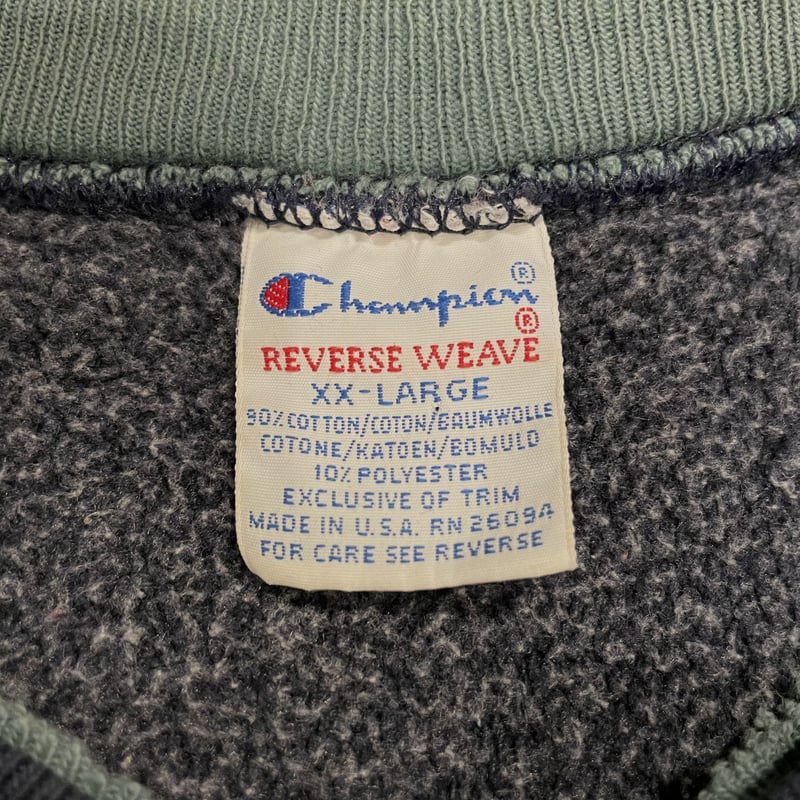 Champion®
REVERSE WEAVE®
XX-LARGE
90% COTTON/COTON/BAUMWOLLE
COTONE/KATOEN/BOMULD
10% POLYESTER
EXCLUSIVE OF TRIM
MADE IN U.S.A. RN 26094
FOR CARE SEE REVERSE